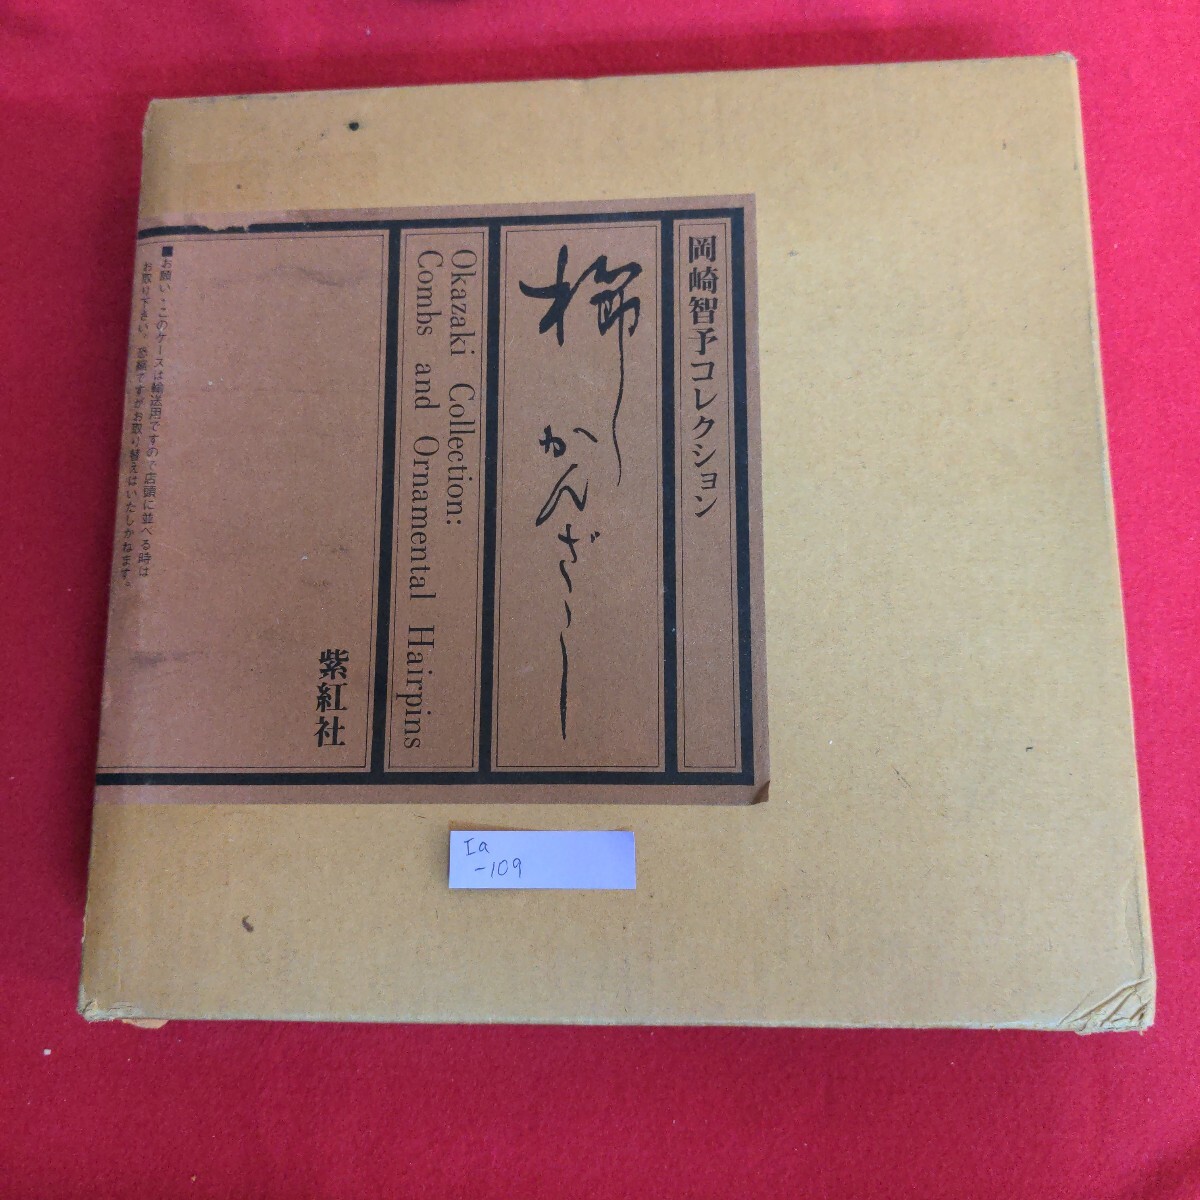 岡崎智予コレクション
櫛かんざし
Okazaki Collection:
Combs and Ornamental Hairpins
紫紅社
■お願い・このケースは輸送用ですので店頭に並べる時は
お取り下さい。恐縮ですがお取り替えはいたしかねます。
Ia
-109